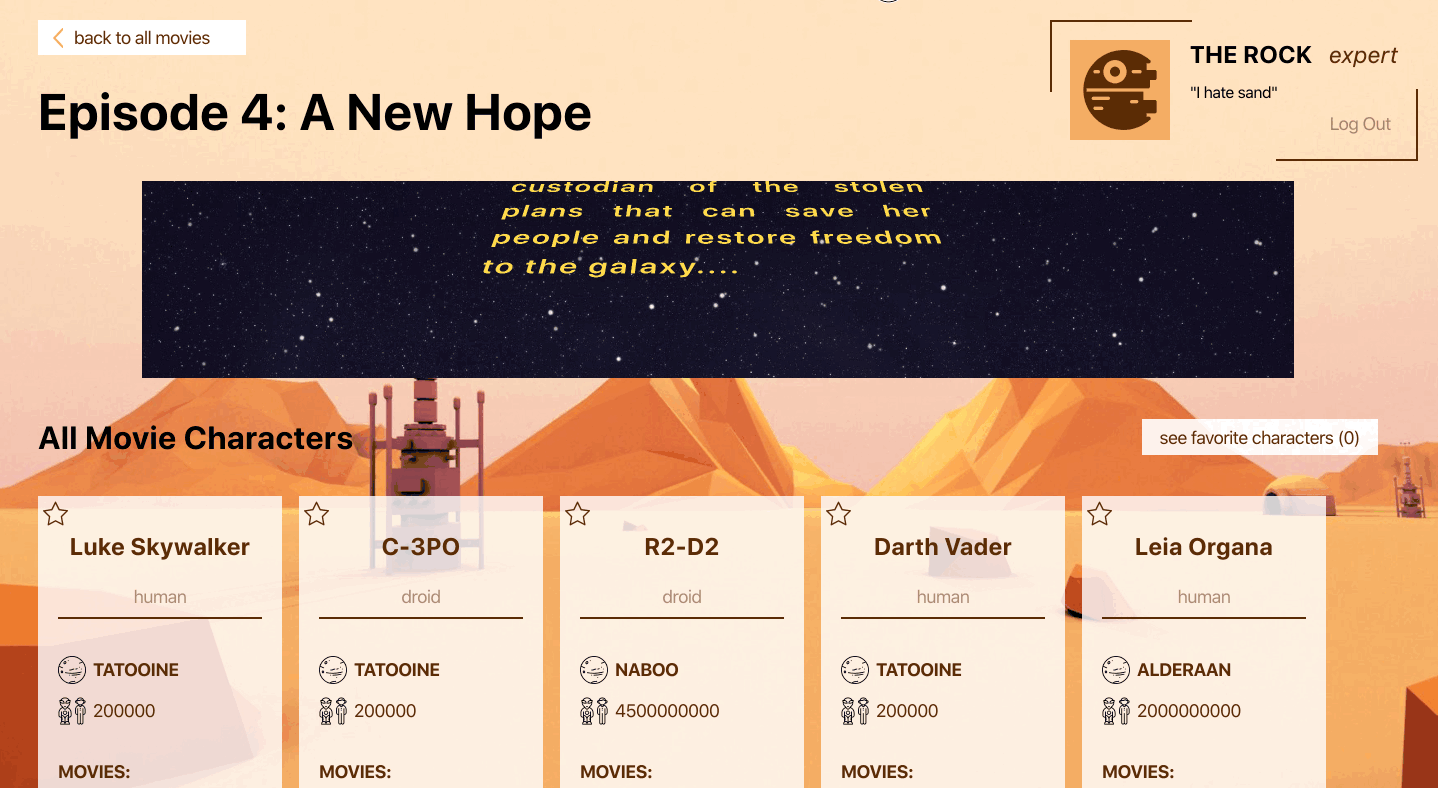 back to all movies
THE ROCK expert
"I hate sand"
Log Out
Episode 4: A New Hope
custodian of the stolen
plans that can save her
people and restore freedom
to the galaxy....
All Movie Characters
see favorite characters (0)
Luke Skywalker
human
TATOOINE
200000
MOVIES:
C-3PO
droid
TATOOINE
200000
MOVIES:
R2-D2
droid
NABOO
4500000000
MOVIES:
Darth Vader
human
TATOOINE
200000
MOVIES:
Leia Organa
human
ALDERAAN
2000000000
MOVIES: